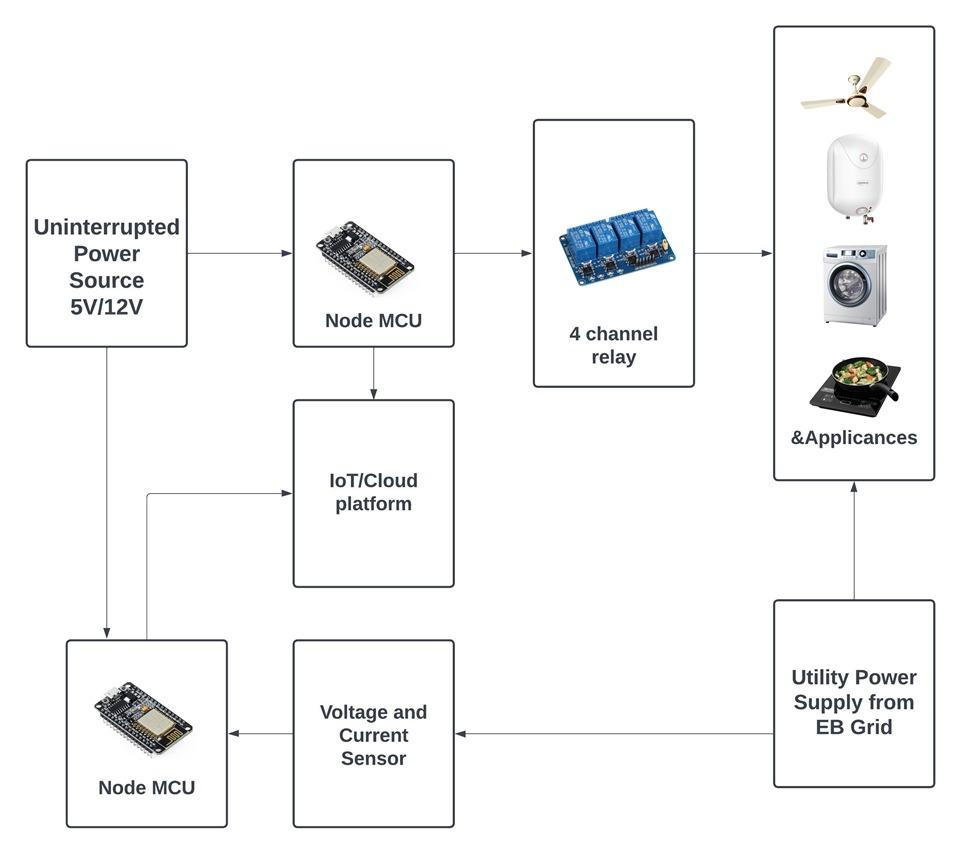 Uninterrupted
Power
Source
5V/12V
Node MCU
4 channel
relay
&Applicances
IoT/Cloud
platform
Node MCU
Voltage and
Current
Sensor
Utility Power
Supply from
EB Grid